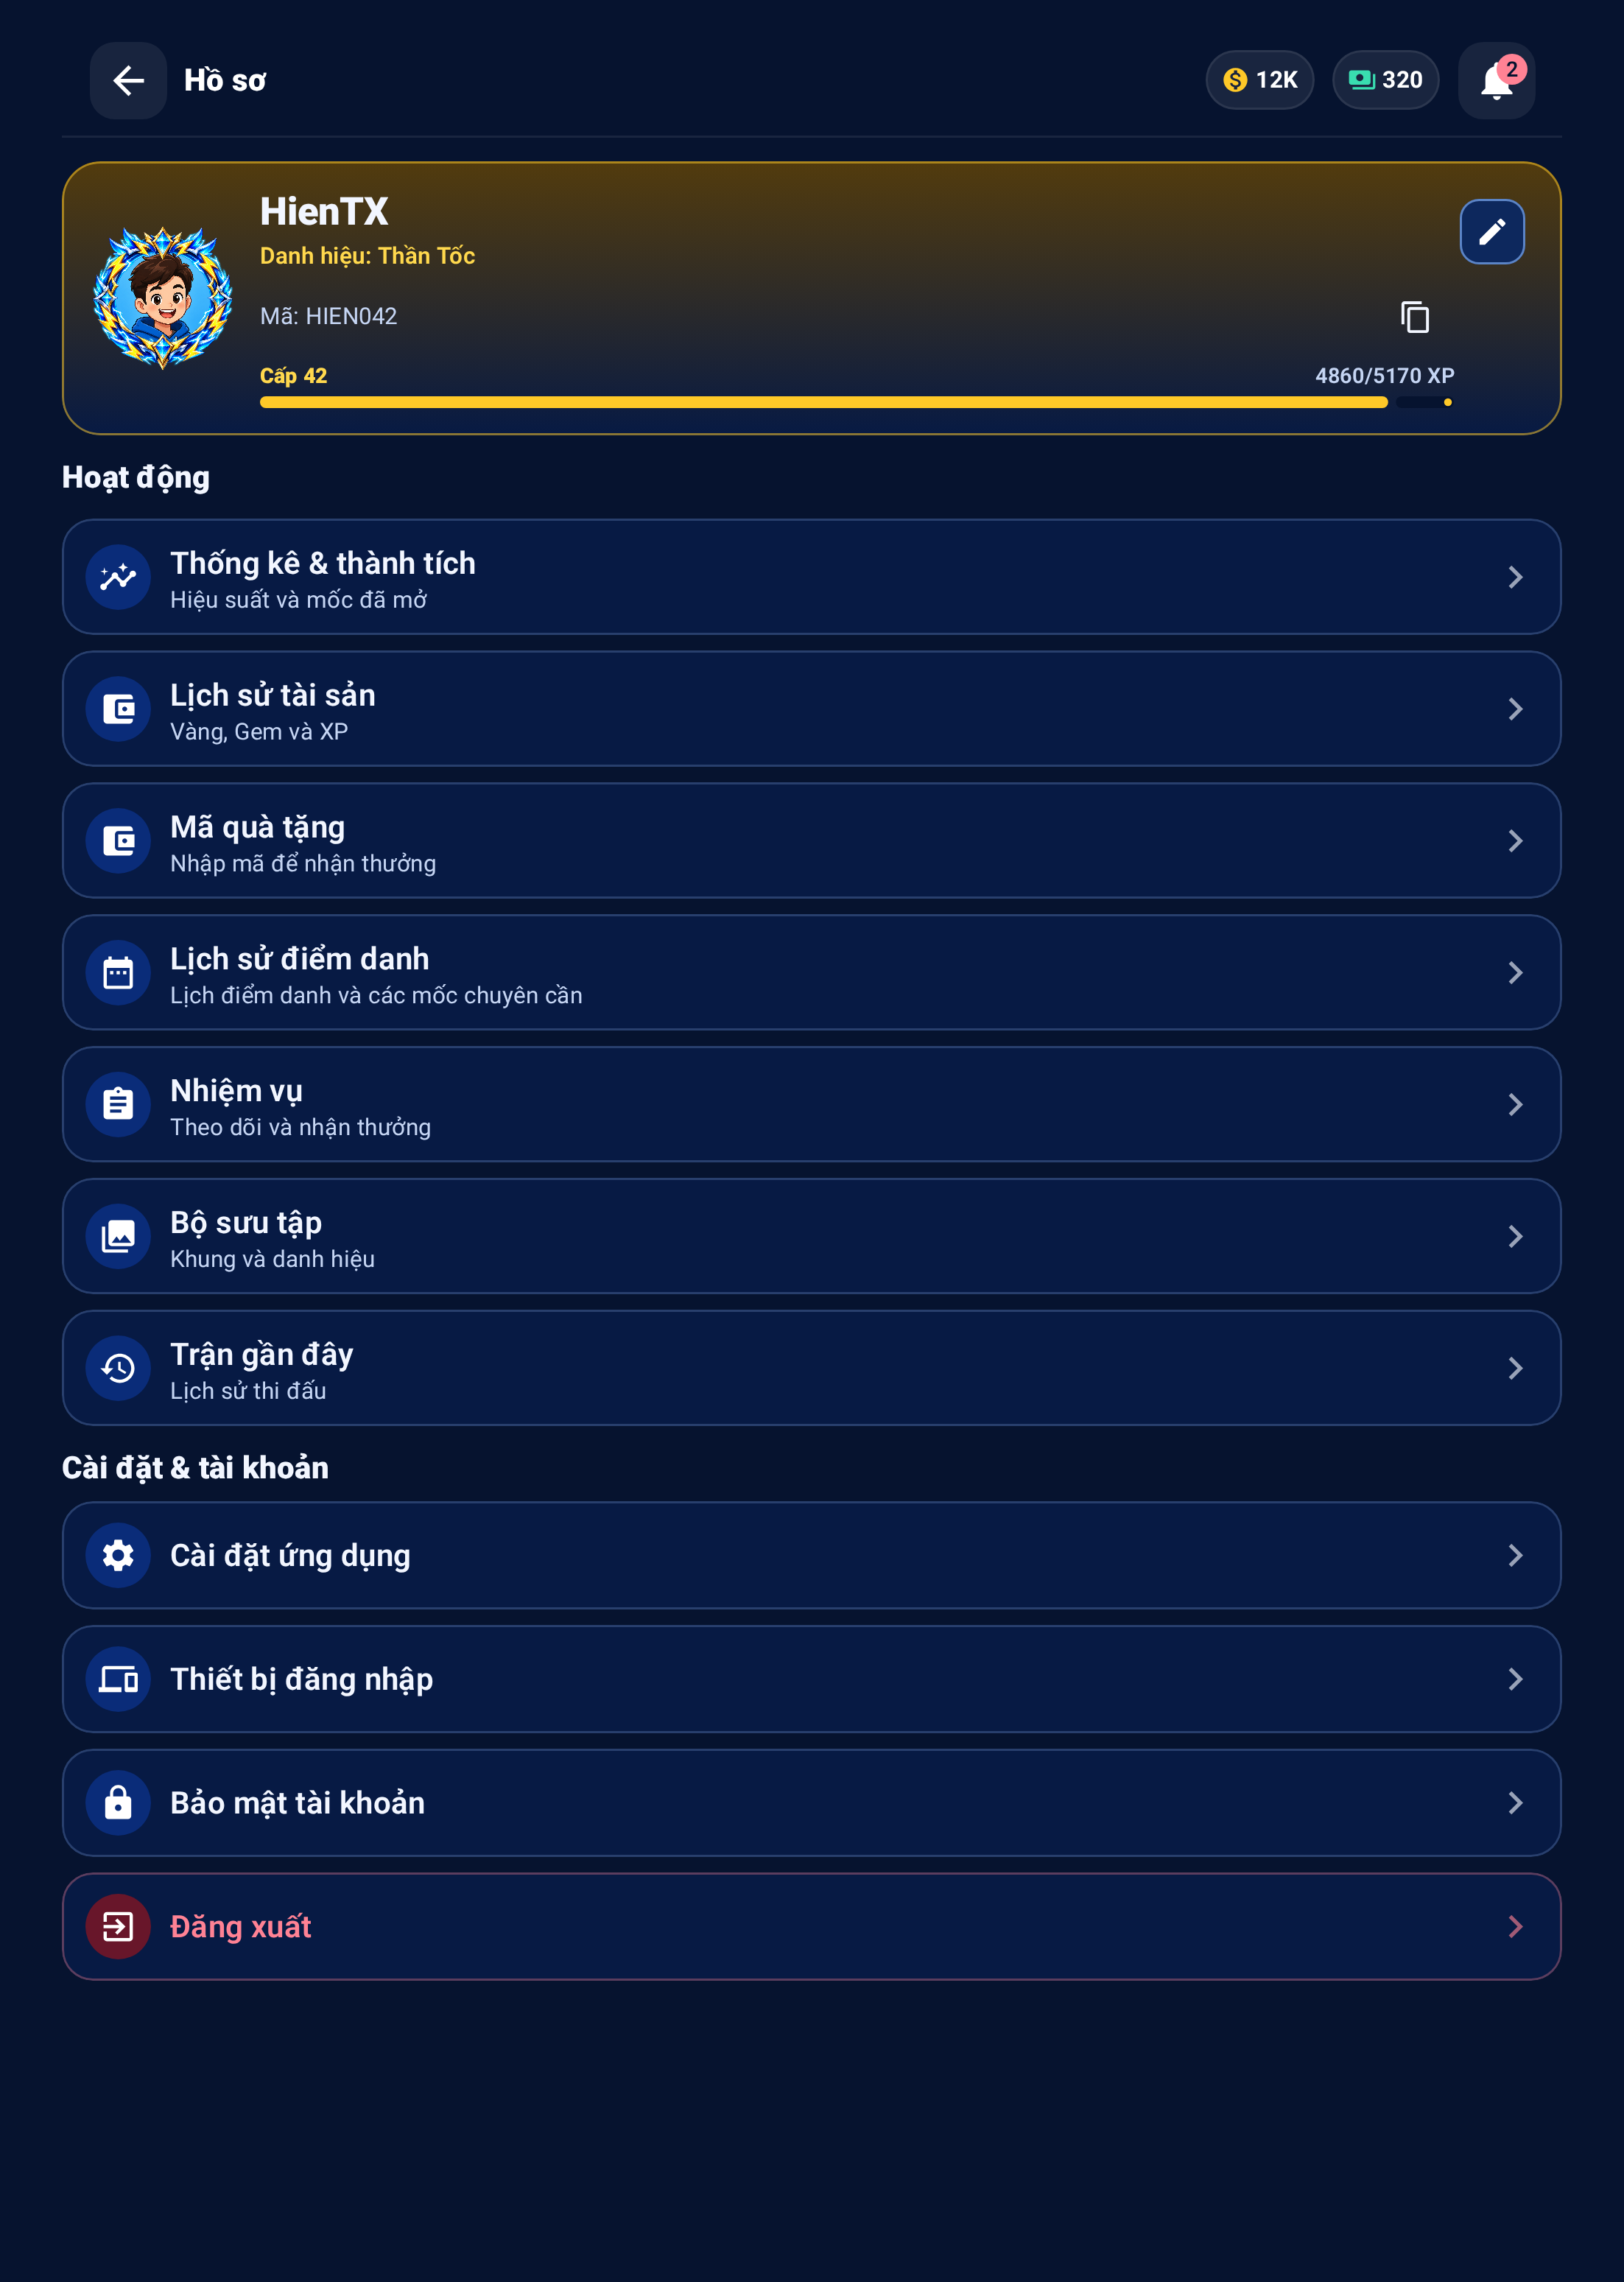 Hồ sơ
12K
320
2
HienTX
Danh hiệu: Thần Tốc
Mã: HIEN042
Cấp 42
4860/5170 XP
Hoạt động
Thống kê & thành tích
Hiệu suất và mốc đã mở
Lịch sử tài sản
Vàng, Gem và XP
Mã quà tặng
Nhập mã để nhận thưởng
Lịch sử điểm danh
Lịch điểm danh và các mốc chuyên cần
Nhiệm vụ
Theo dõi và nhận thưởng
Bộ sưu tập
Khung và danh hiệu
Trận gần đây
Lịch sử thi đấu
Cài đặt & tài khoản
Cài đặt ứng dụng
Thiết bị đăng nhập
Bảo mật tài khoản
Đăng xuất